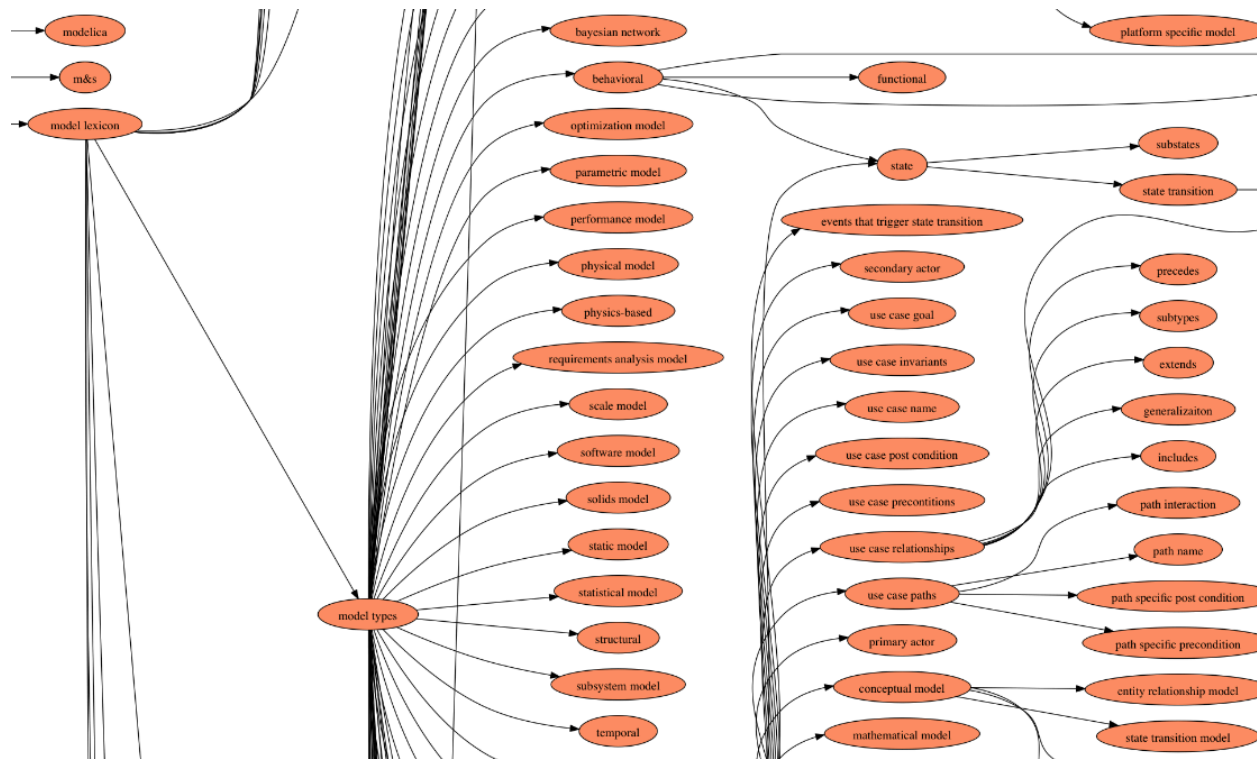 modelica
m&s
model lexicon
model types
bayesian network
behavioral
optimization model
parametric model
performance model
physical model
physics-based
requirements analysis model
scale model
software model
solids model
static model
statistical model
structural
subsystem model
temporal
functional
state
events that trigger state transition
secondary actor
use case goal
use case invariants
use case name
use case post condition
use case precontitions
use case relationships
use case paths
primary actor
conceptual model
mathematical model
platform specific model
substates
state transition
precedes
subtypes
extends
generalizaiton
includes
path interaction
path name
path specific post condition
path specific precondition
entity relationship model
state transition model